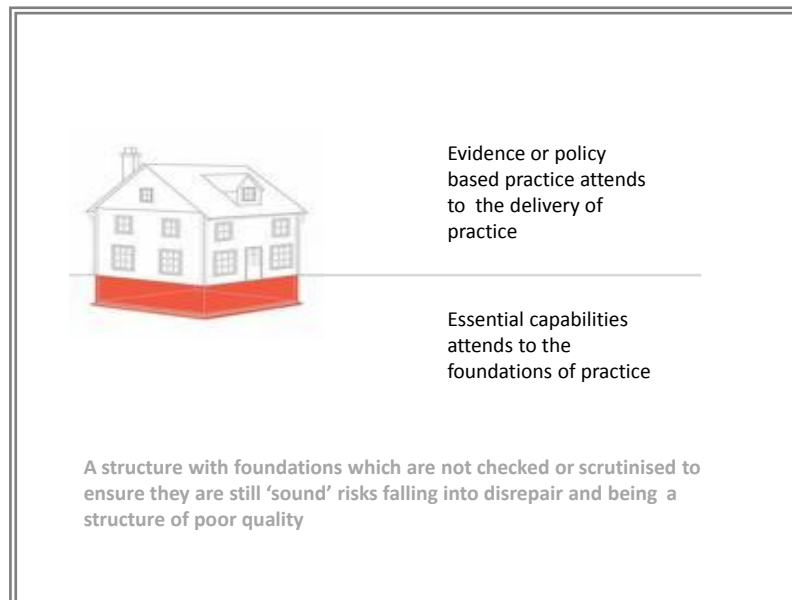 Evidence or policy
based practice attends
to  the delivery of
practice
Essential capabilities
attends to the
foundations of practice
A structure with foundations which are not checked or scrutinised to
ensure they are still ‘sound’ risks falling into disrepair and being  a
structure of poor quality